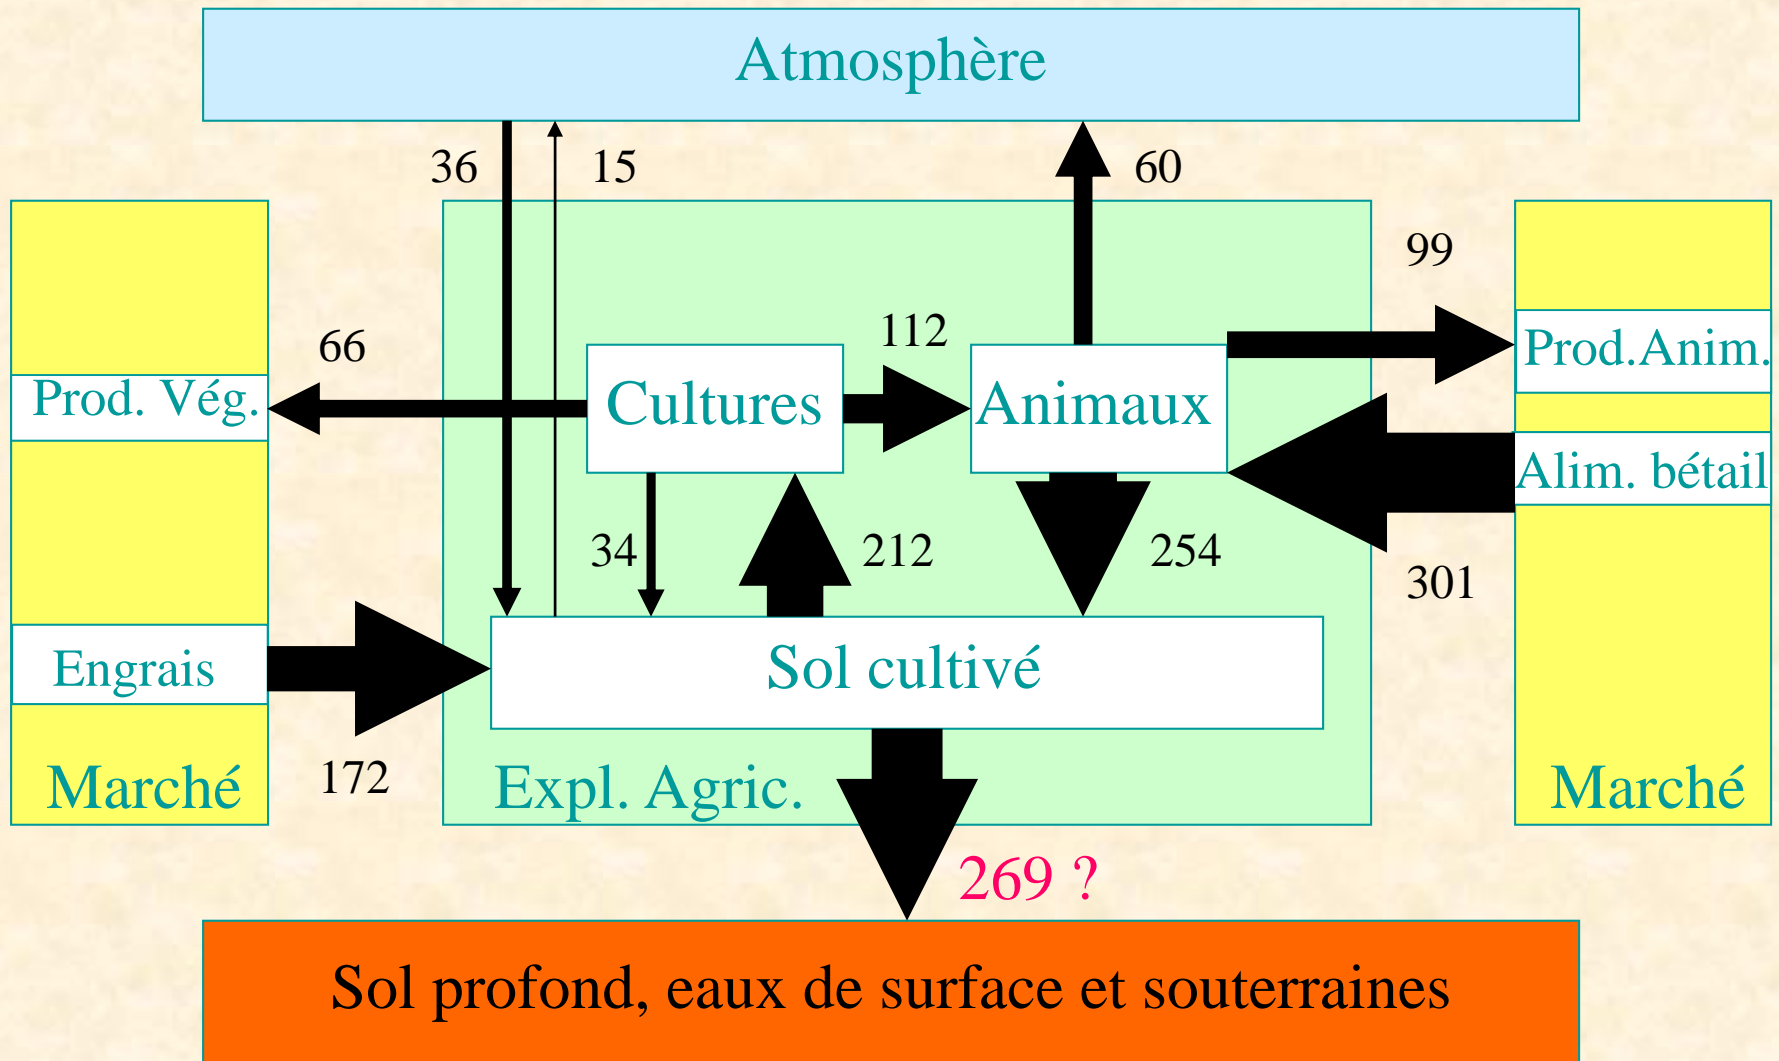 Atmosphère
36
15
60
99
66
112
Prod. Vég.
Cultures
Animaux
Prod.Anim.
Alim. bétail
34
212
254
301
Engrais
Sol cultivé
172
Marché
Expl. Agric.
Marché
269 ?
Sol profond, eaux de surface et souterraines